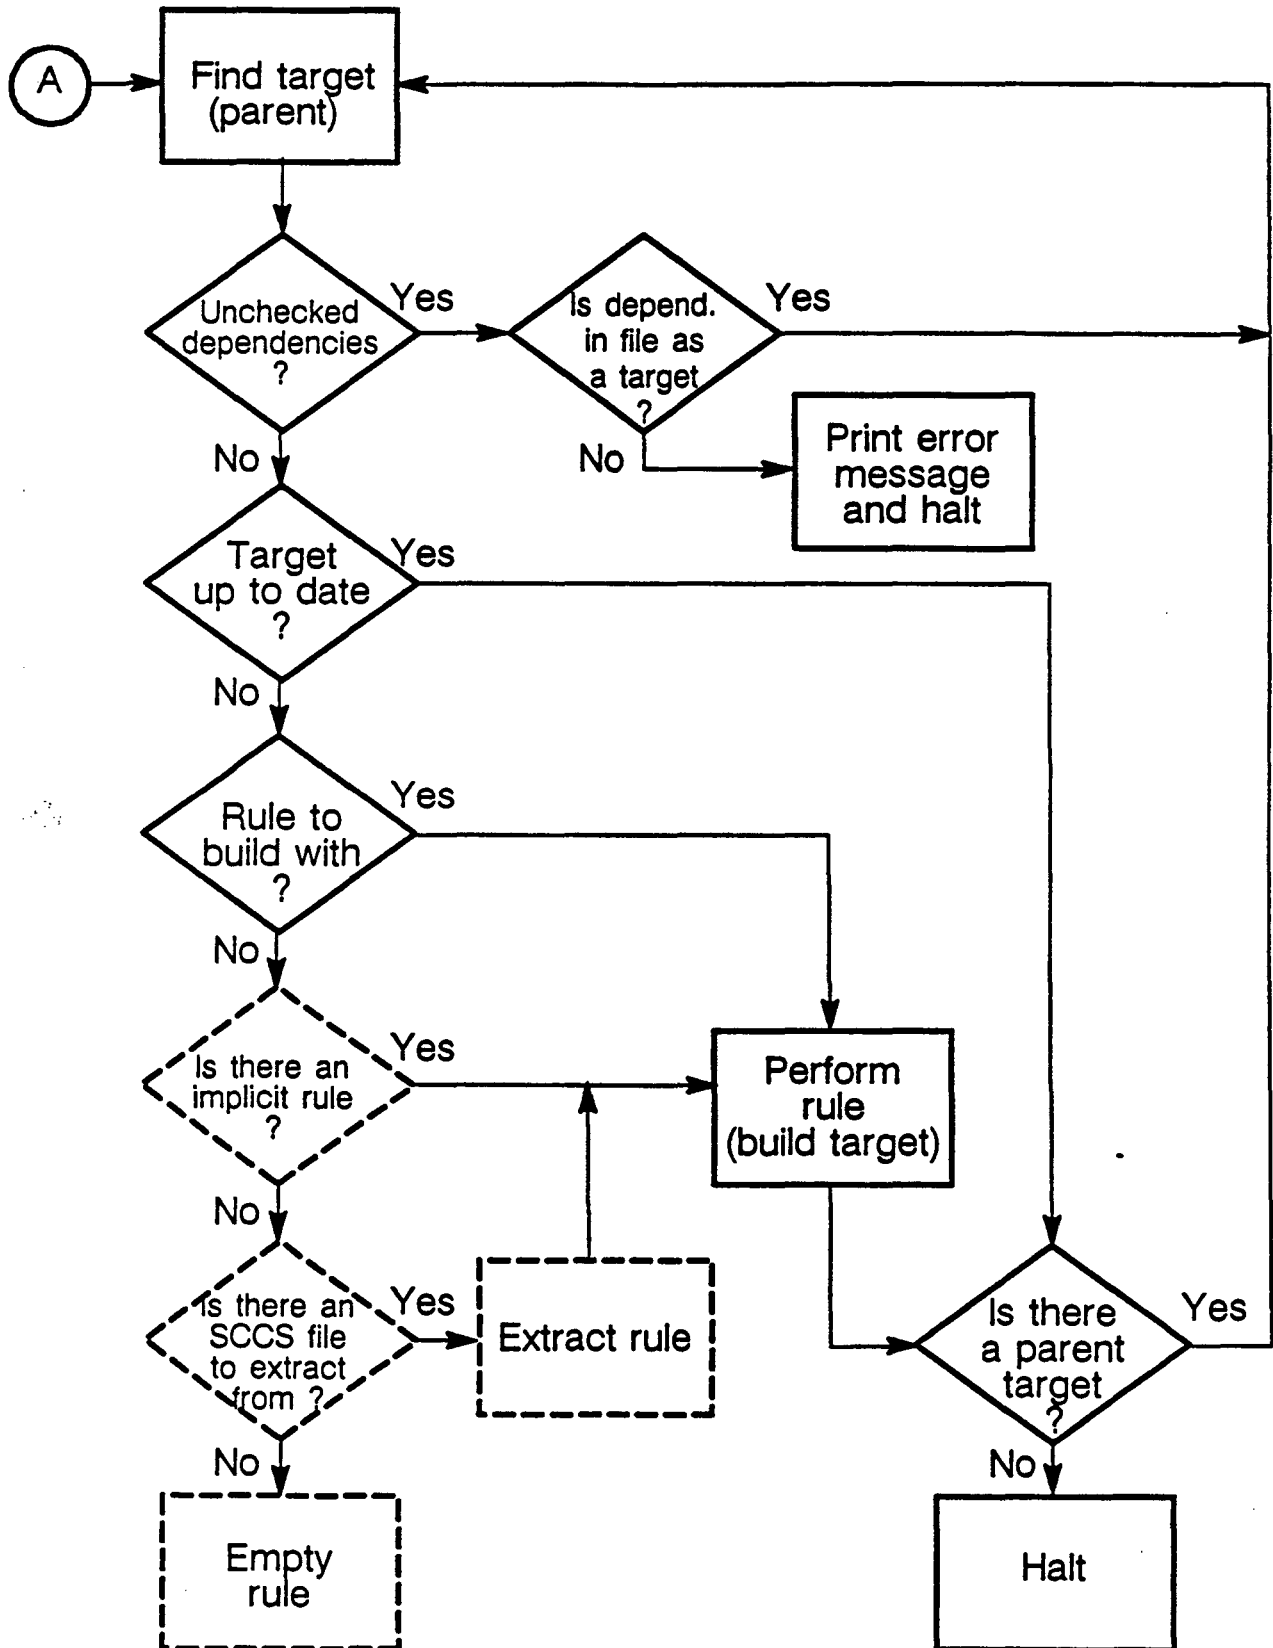 A
Find target
(parent)
Unchecked
dependencies
?
Yes
Is depend.
in file as
a target
?
Yes
No
No
Print error
message
and halt
Target
up to date
?
Yes
No
Rule to
build with
?
Yes
No
Is there an
implicit rule
?
Yes
Perform
rule
(build target)
No
Is there an
SCCS file
to extract
from ?
Yes
Extract rule
Is there
a parent
target
?
Yes
No
No
Empty
rule
Halt